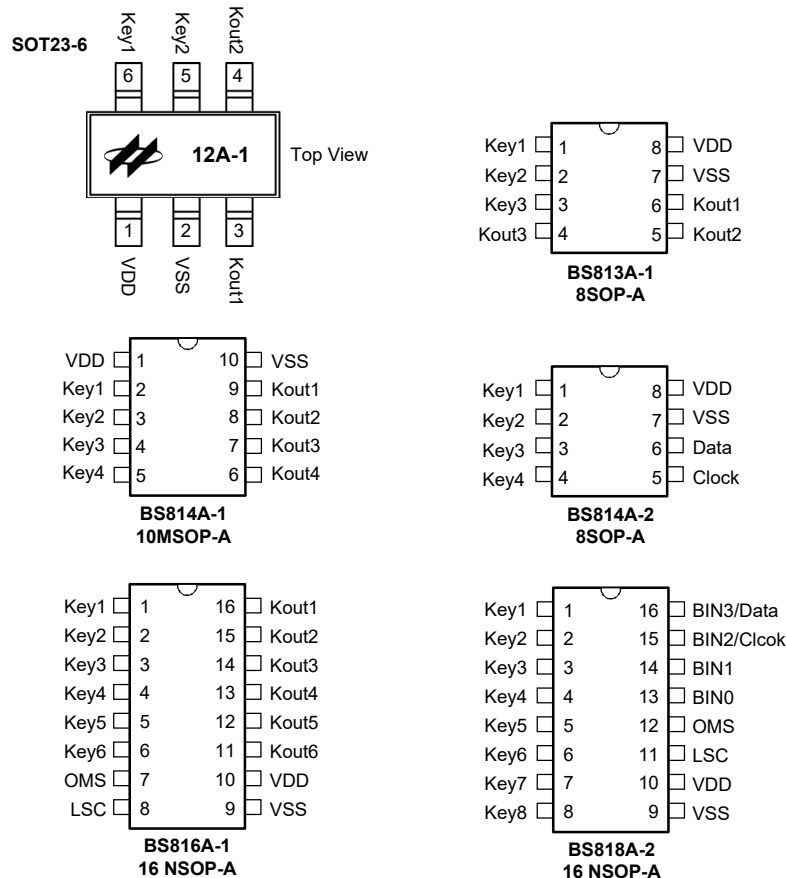 SOT23-6
Key1 Key2 Kout2
6 5 4
12A-1 Top View
1 2 3
VDD VSS Kout1
Key1 1 8 VDD
Key2 2 7 VSS
Key3 3 6 Kout1
Kout3 4 5 Kout2
BS813A-1
8SOP-A
VDD 1 10 VSS
Key1 2 9 Kout1
Key2 3 8 Kout2
Key3 4 7 Kout3
Key4 5 6 Kout4
BS814A-1
10MSOP-A
Key1 1 8 VDD
Key2 2 7 VSS
Key3 3 6 Data
Key4 4 5 Clock
BS814A-2
8SOP-A
Key1 1 16 Kout1
Key2 2 15 Kout2
Key3 3 14 Kout3
Key4 4 13 Kout4
Key5 5 12 Kout5
Key6 6 11 Kout6
OMS 7 10 VDD
LSC 8 9 VSS
BS816A-1
16 NSOP-A
Key1 1 16 BIN3/Data
Key2 2 15 BIN2/Clcok
Key3 3 14 BIN1
Key4 4 13 BIN0
Key5 5 12 OMS
Key6 6 11 LSC
Key7 7 10 VDD
Key8 8 9 VSS
BS818A-2
16 NSOP-A